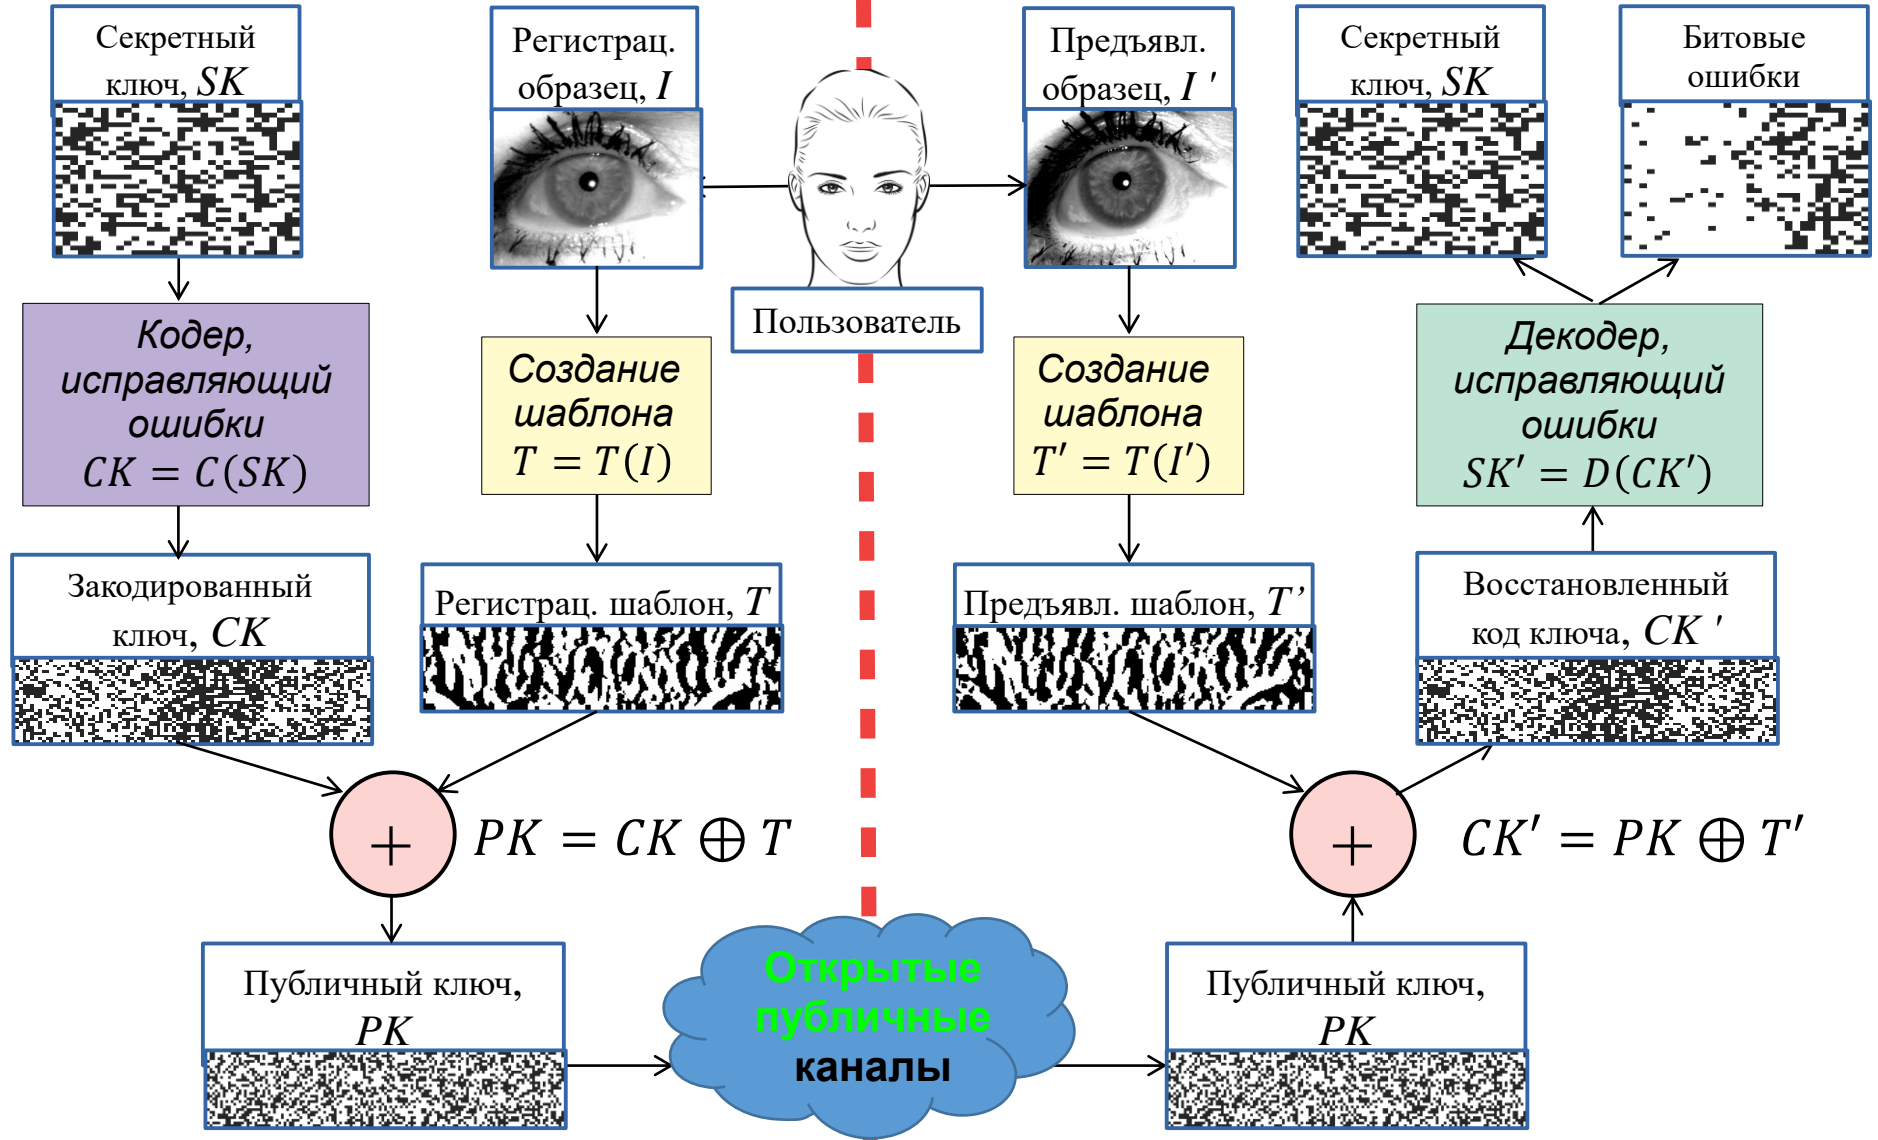 Секретный
ключ, SK
Регистрац.
образец, I
Предъявл.
образец, I '
Секретный
ключ, SK
Битовые
ошибки
Пользователь
Кодер,
исправляющий
ошибки
CK = C(SK)
Создание
шаблона
T = T(I)
Создание
шаблона
T′ = T(I′)
Декодер,
исправляющий
ошибки
SK′ = D(CK′)
Закодированный
ключ, CK
Регистрац. шаблон, T
Предъявл. шаблон, T’
Восстановленный
код ключа, CK '
+
PK = CK ⊕ T
+
CK′ = PK ⊕ T′
Публичный ключ,
PK
Открытые
публичные
каналы
Публичный ключ,
PK